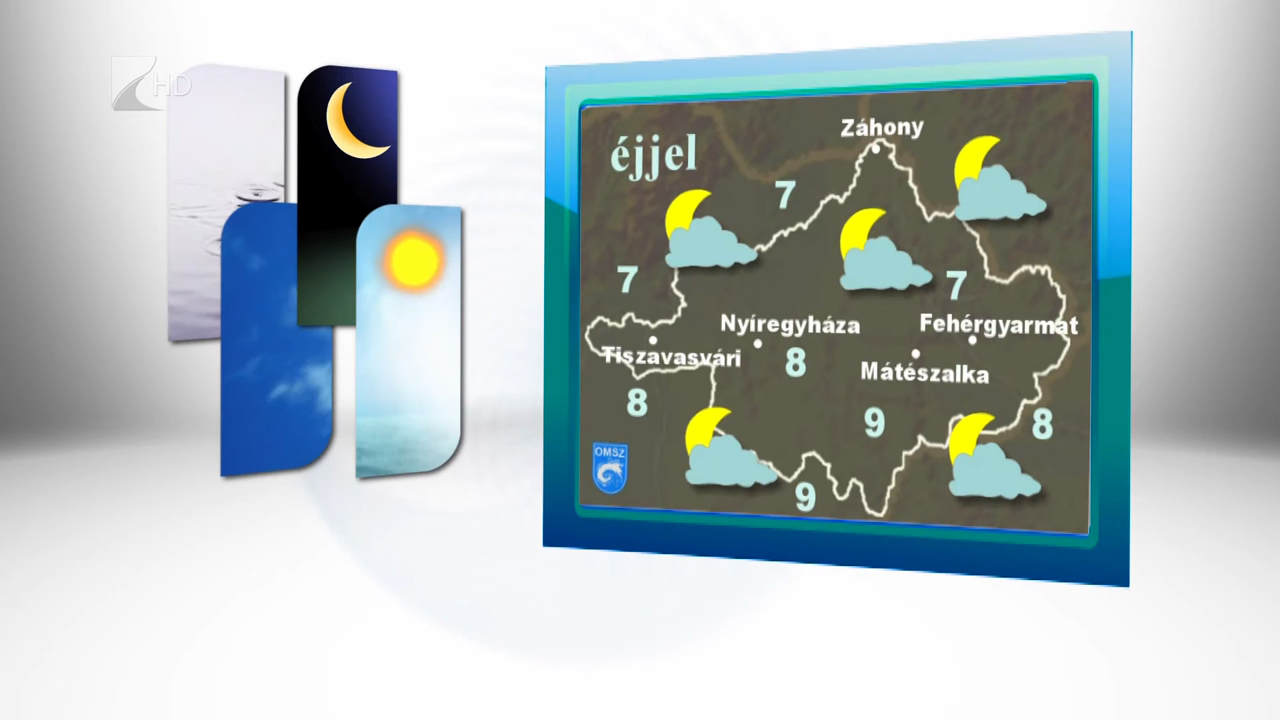 HD
éjjel
Záhony
7
7
7
Nyíregyháza
Fehérgyarmat
Tiszavasvári
8
Mátészalka
8
9
8
OMSZ
9